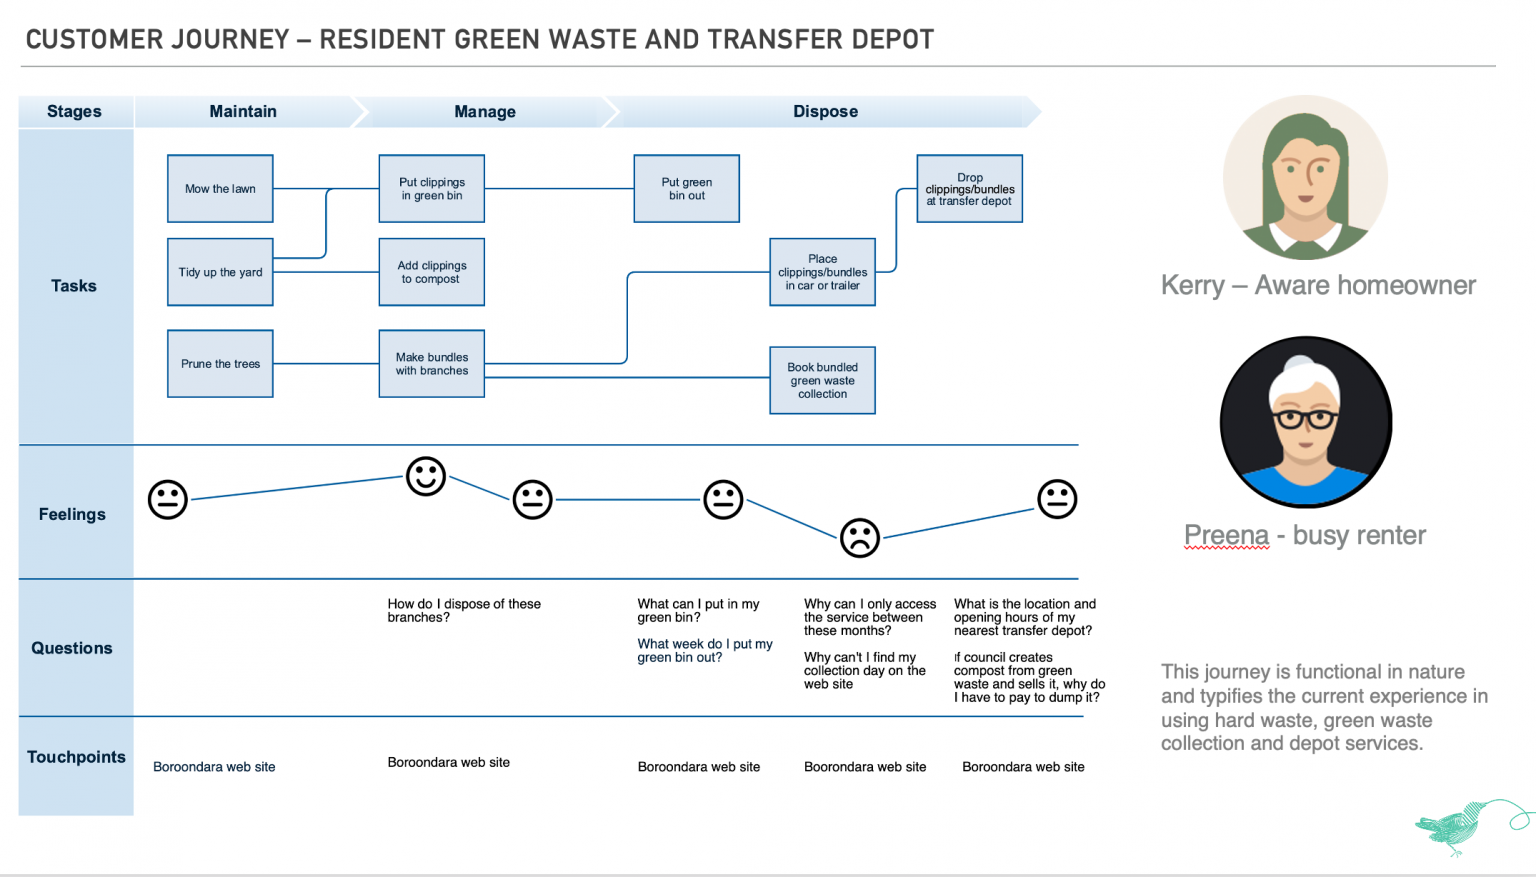 CUSTOMER JOURNEY – RESIDENT GREEN WASTE AND TRANSFER DEPOT
Stages
Maintain
Manage
Dispose
Tasks
Mow the lawn
Put clippings
in green bin
Put green
bin out
Drop
clippings/bundles
at transfer depot
Tidy up the yard
Add clippings
to compost
Place
clippings/bundles
in car or trailer
Prune the trees
Make bundles
with branches
Book bundled
green waste
collection
Feelings
Questions
How do I dispose of these
branches?
What can I put in my
green bin?
What week do I put my
green bin out?
Why can I only access
the service between
these months?
Why can't I find my
collection day on the
web site
What is the location and
opening hours of my
nearest transfer depot?
If council creates
compost from green
waste and sells it, why do
I have to pay to dump it?
Touchpoints
Boroondara web site
Boroondara web site
Boroondara web site
Boorondara web site
Boroondara web site
Kerry – Aware homeowner
Preena - busy renter
This journey is functional in nature
and typifies the current experience in
using hard waste, green waste
collection and depot services.